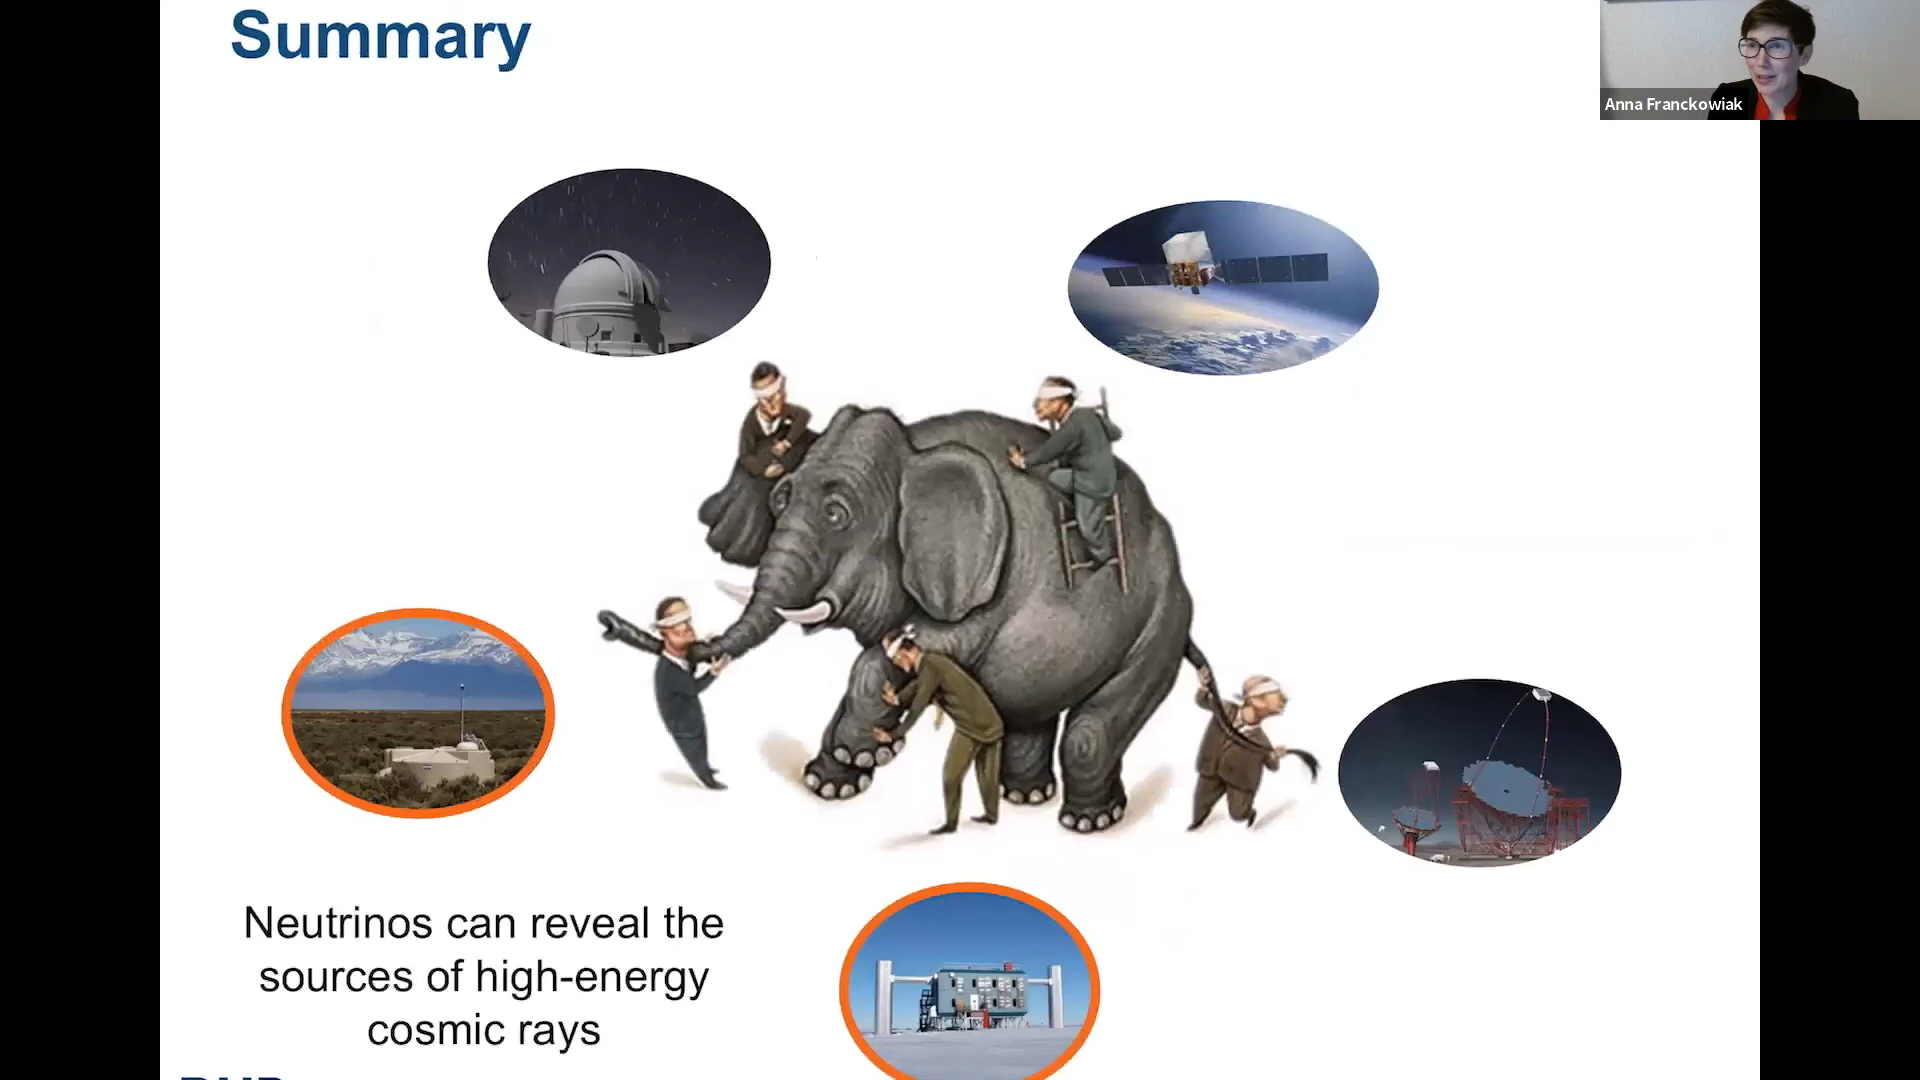 Summary
Anna Franckowiak
Neutrinos can reveal the
sources of high-energy
cosmic rays